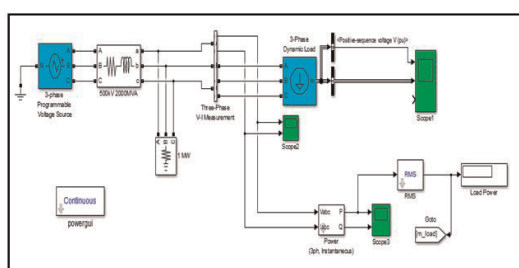 3-Phase
Dynamic Load
<Positive-sequence voltage V (pu)>
A
B
C
A
B
C
a
b
c
A
B
C
m
3-phase
Programmable
Voltage Source
500kV 2000MVA
Three-Phase
V-I Measurement
A B C
1 MW
Scope1
Scope2
Continuous
powergui
Vabc
Iabc
P
Q
Power
(3ph, Instantaneous)
Scope3
RMS
RMS
Load Power
Goto
[m_load]